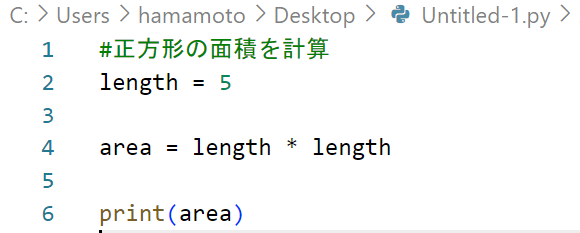 C: > Users > hamamoto > Desktop > Untitled-1.py >
1 #正方形の面積を計算
2 length = 5
3
4 area = length * length
5
6 print(area)